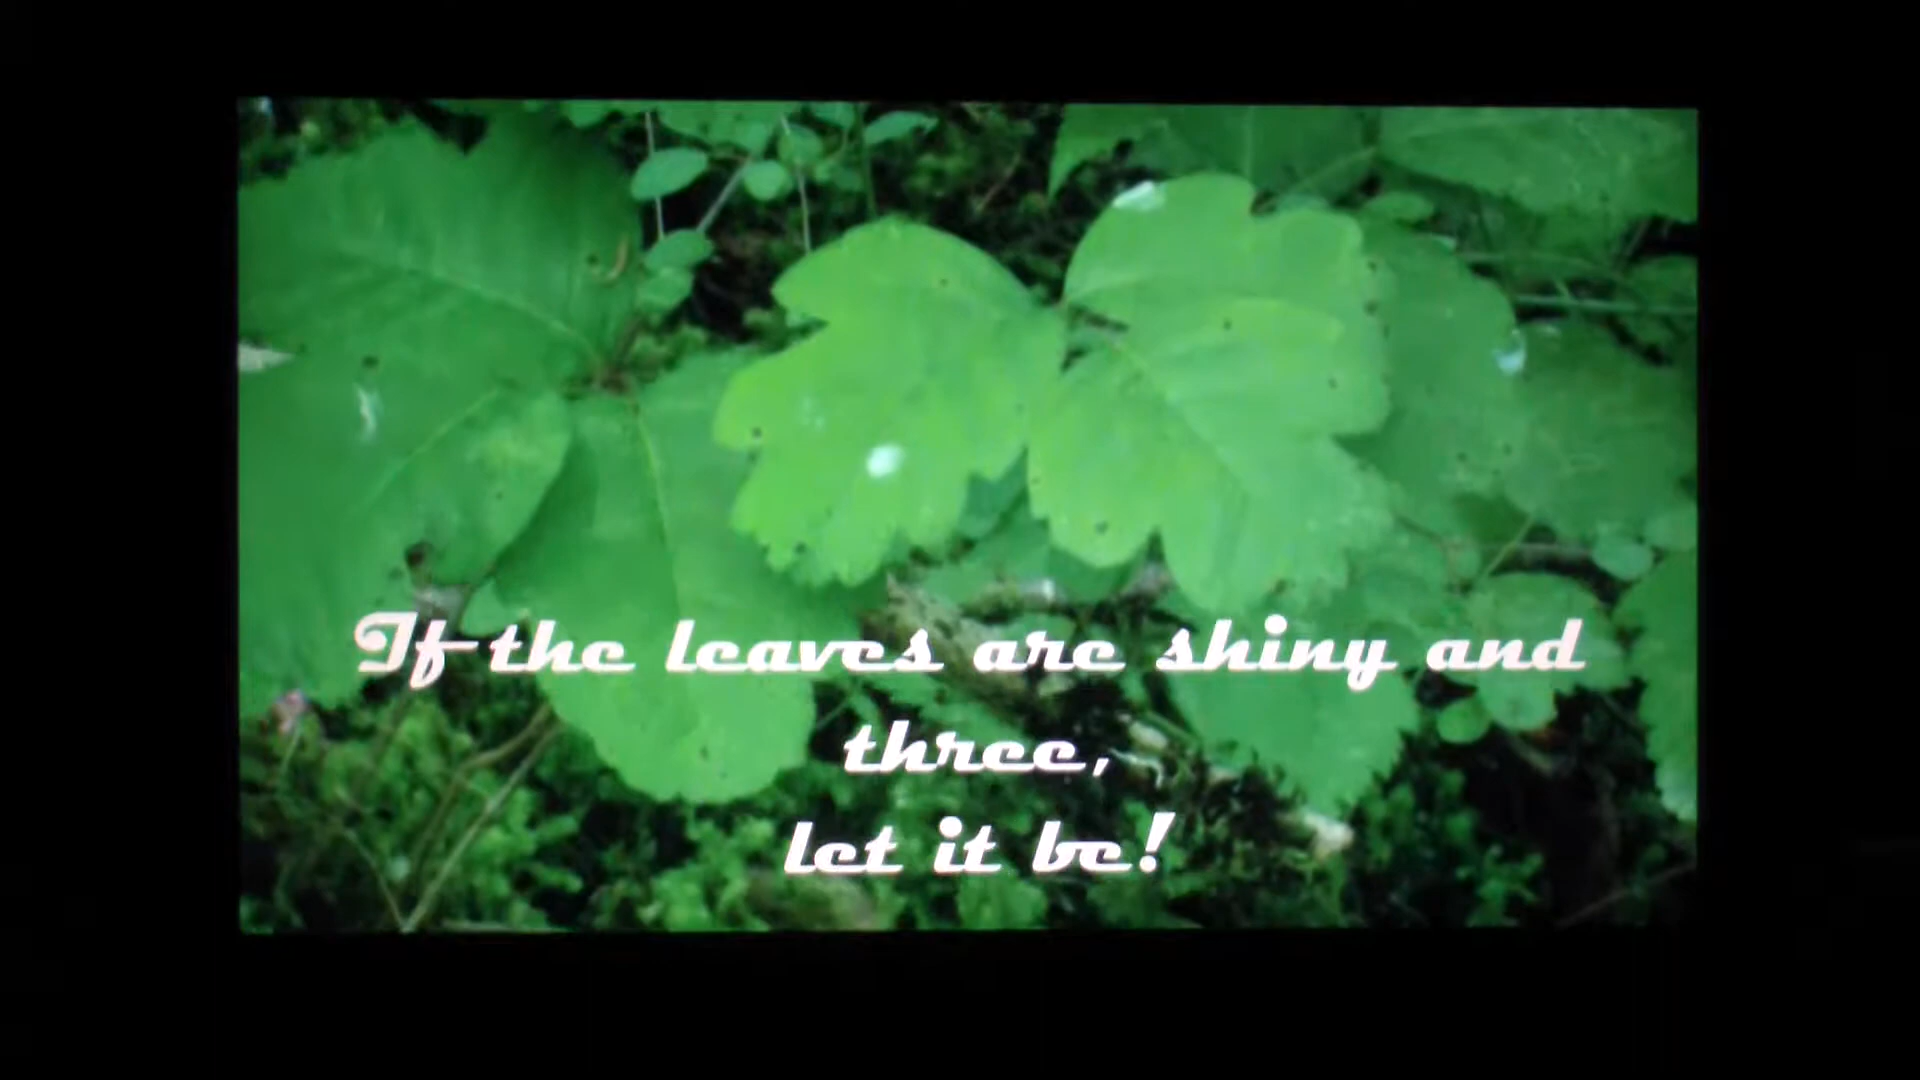 If the leaves are shiny and
three,
let it be!